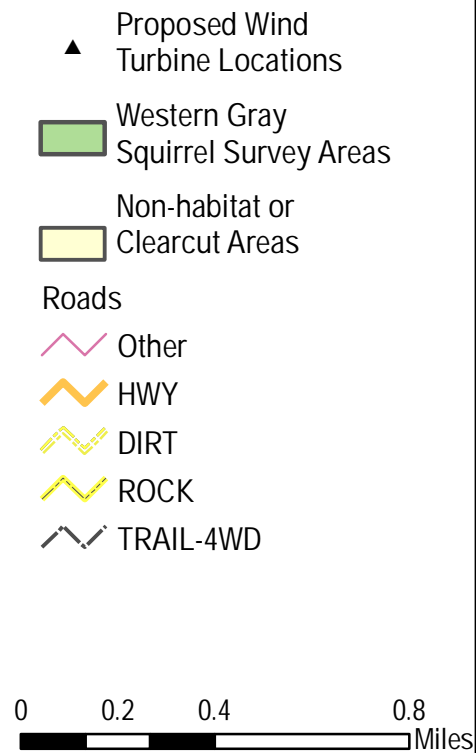 Proposed Wind
Turbine Locations
Western Gray
Squirrel Survey Areas
Non-habitat or
Clearcut Areas
Roads
Other
HWY
DIRT
ROCK
TRAIL-4WD
0 0.2 0.4 0.8
Miles